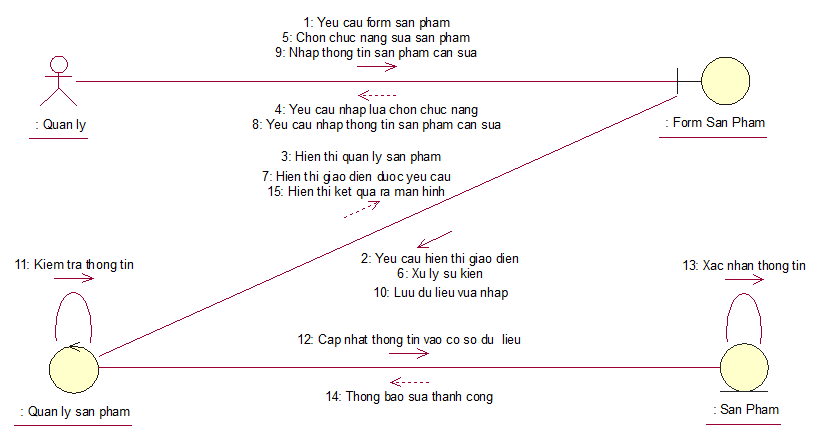 1: Yeu cau form san pham
5: Chon chuc nang sua san pham
9: Nhap thong tin san pham can sua
4: Yeu cau nhap lua chon chuc nang
8: Yeu cau nhap thong tin san pham can sua
: Quan ly
: Form San Pham
3: Hien thi quan ly san pham
7: Hien thi giao dien duoc yeu cau
15: Hien thi ket qua ra man hinh
2: Yeu cau hien thi giao dien
6: Xu ly su kien
10: Luu du lieu vua nhap
11: Kiem tra thong tin
13: Xac nhan thong tin
12: Cap nhat thong tin vao co so du lieu
14: Thong bao sua thanh cong
: Quan ly san pham
: San Pham